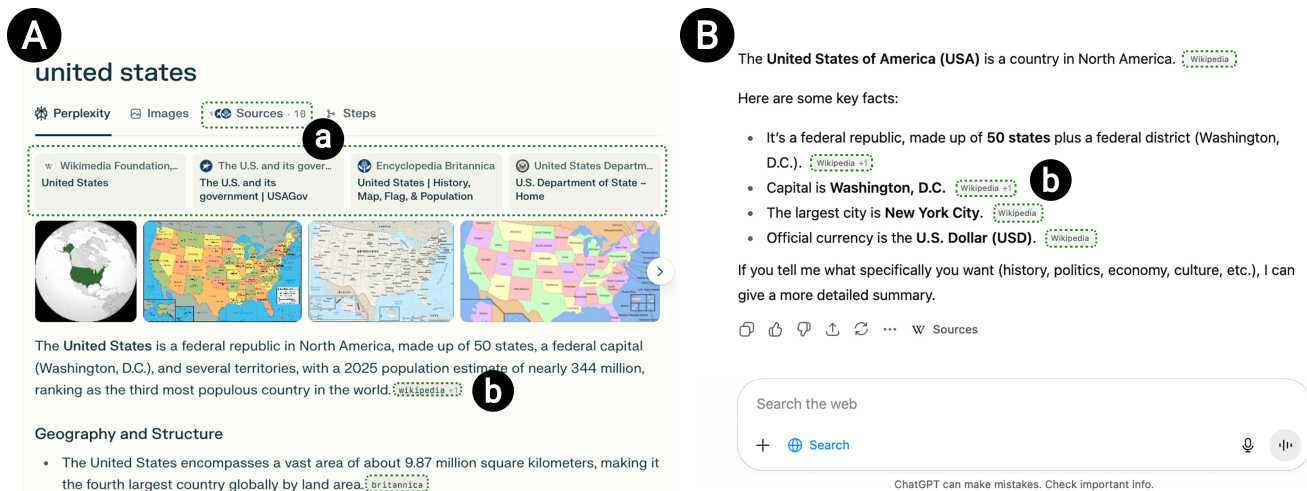 A
united states
Perplexity Images Sources · 10 Steps
a
Wikimedia Foundation,...
United States
The U.S. and its gover...
The U.S. and its
government | USAGov
Encyclopedia Britannica
United States | History,
Map, Flag, & Population
United States Departm...
U.S. Department of State –
Home
The United States is a federal republic in North America, made up of 50 states, a federal capital
(Washington, D.C.), and several territories, with a 2025 population estimate of nearly 344 million,
ranking as the third most populous country in the world. wikipedia +1
b
Geography and Structure
• The United States encompasses a vast area of about 9.87 million square kilometers, making it
the fourth largest country globally by land area. britannica
B
The United States of America (USA) is a country in North America. Wikipedia
Here are some key facts:
• It's a federal republic, made up of 50 states plus a federal district (Washington,
D.C.). Wikipedia +1
• Capital is Washington, D.C. Wikipedia +1
b
• The largest city is New York City. Wikipedia
• Official currency is the U.S. Dollar (USD). Wikipedia
If you tell me what specifically you want (history, politics, economy, culture, etc.), I can
give a more detailed summary.
W Sources
Search the web
Search
ChatGPT can make mistakes. Check important info.